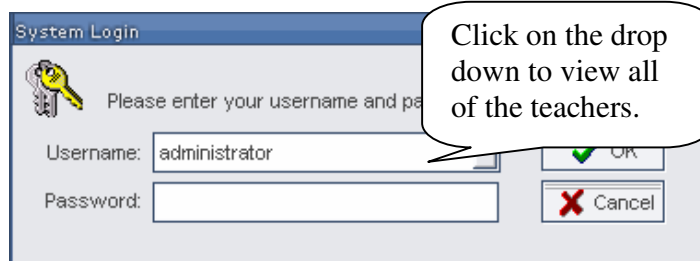 System Login
Click on the drop
down to view all
of the teachers.
Please enter your username and pa
Username: administrator
OK
Password:
Cancel